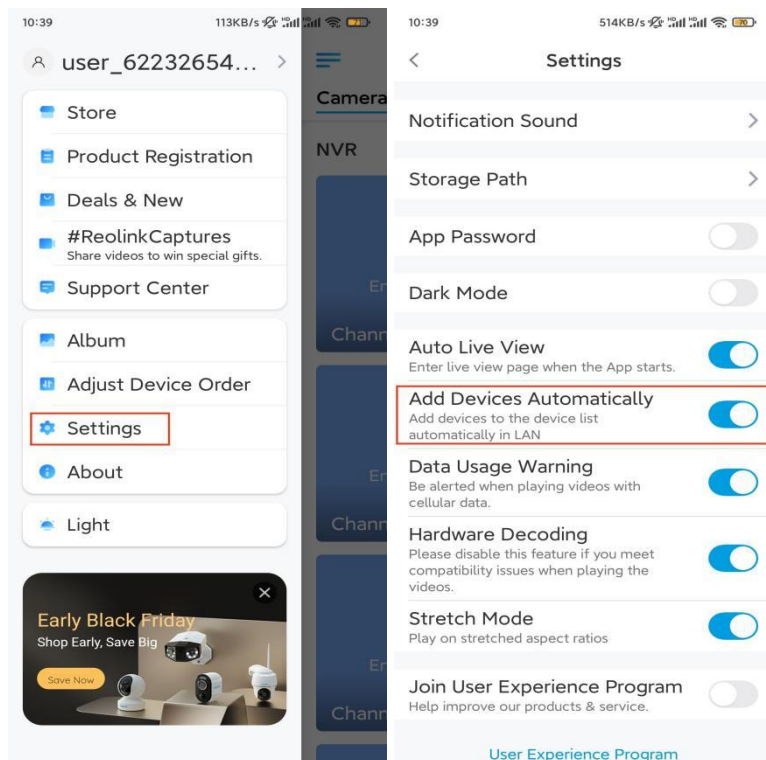 10:39
113KB/s
71
user_62232654...
Store
Product Registration
Deals & New
#ReolinkCaptures
Share videos to win special gifts.
Support Center
Album
Adjust Device Order
Settings
About
Light
Early Black Friday
Shop Early, Save Big
Save Now
Camera
NVR
Er
Chann
Er
Chann
Er
Chann
10:39
514KB/s
70
Settings
Notification Sound
Storage Path
App Password
Dark Mode
Auto Live View
Enter live view page when the App starts.
Add Devices Automatically
Add devices to the device list
automatically in LAN
Data Usage Warning
Be alerted when playing videos with
cellular data.
Hardware Decoding
Please disable this feature if you meet
compatibility issues when playing the
videos.
Stretch Mode
Play on stretched aspect ratios
Join User Experience Program
Help improve our products & service.
User Experience Program